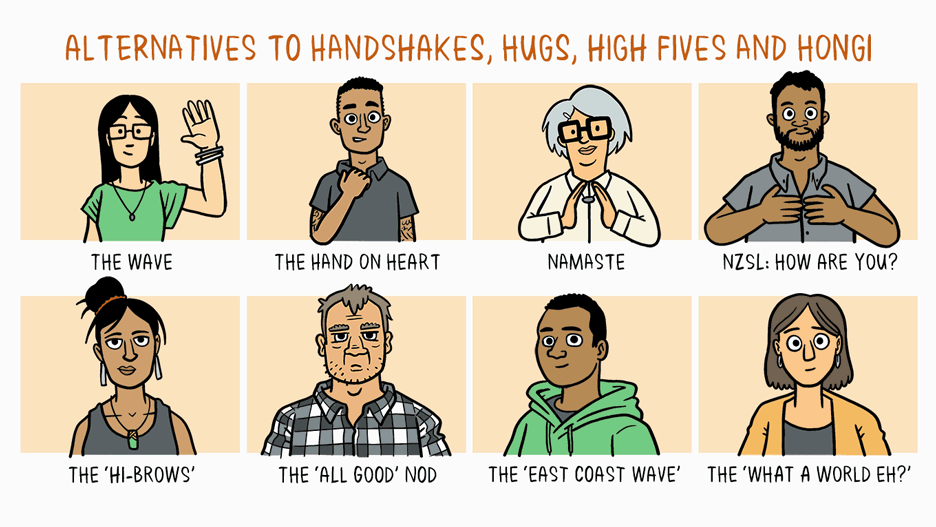 ALTERNATIVES TO HANDSHAKES, HUGS, HIGH FIVES AND HONGI
THE WAVE
THE HAND ON HEART
NAMASTE
NZSL: HOW ARE YOU?
THE 'HI-BROWS'
THE 'ALL GOOD' NOD
THE 'EAST COAST WAVE'
THE 'WHAT A WORLD EH?'